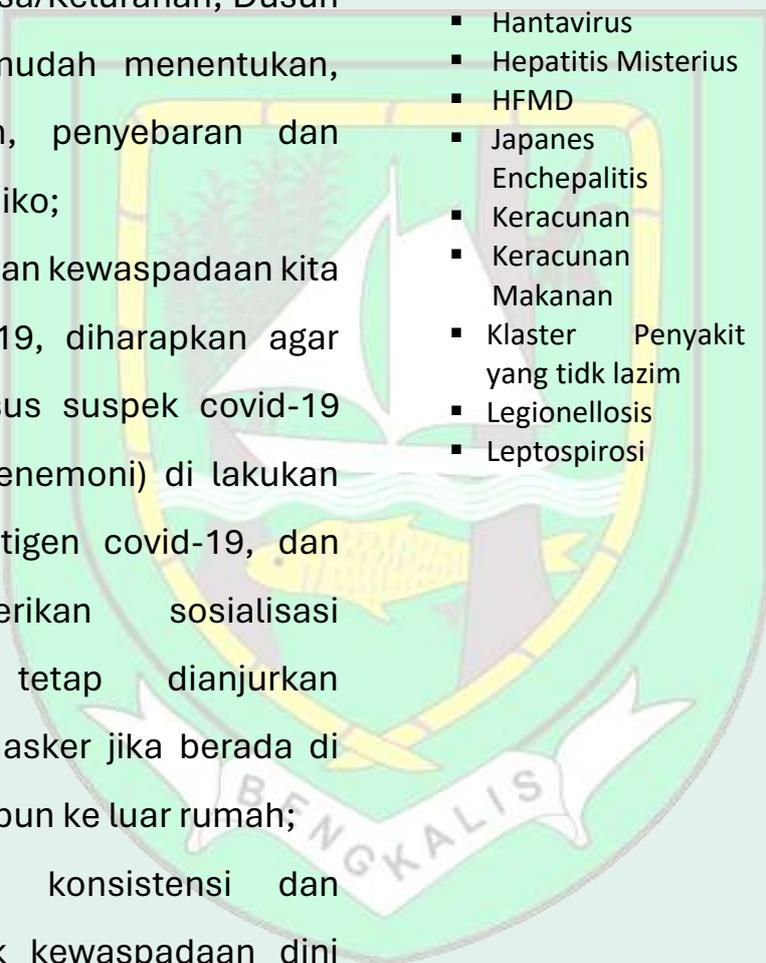 sa/Kelurahan, Dusun
mudah menentukan,
n, penyebaran dan
iko;
an kewaspadaan kita
19, diharapkan agar
sus suspek covid-19
enemoni) di lakukan
tigen covid-19, dan
erikan sosialisasi
tetap dianjurkan
asker jika berada di
pun ke luar rumah;
konsistensi dan
k kewaspadaan dini
▪ Hantavirus
▪ Hepatitis Misterius
▪ HFMD
▪ Japanes
Enchepalitis
▪ Keracunan
▪ Keracunan
Makanan
▪ Klaster Penyakit
yang tidk lazim
▪ Legionellosis
▪ Leptospirosi
BENGKALIS